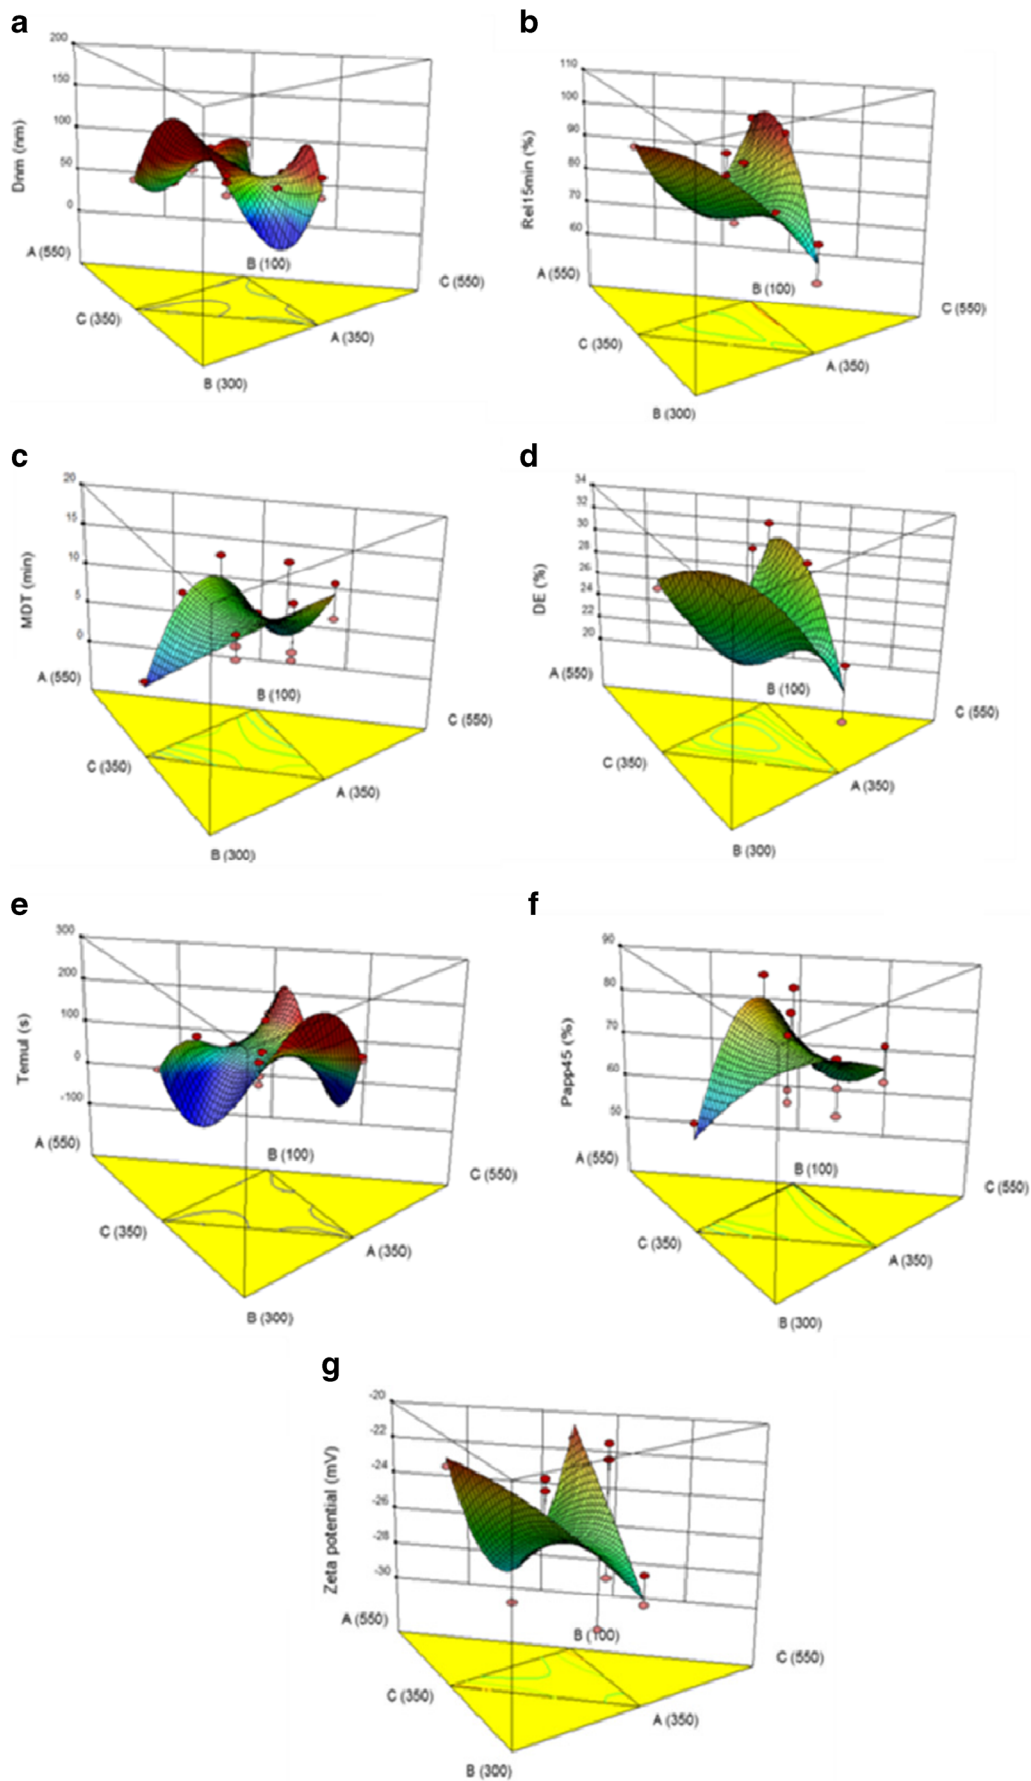 a
200
150
100
50
0
Dnm (nm)
A (550)
B (100)
C (550)
C (350)
A (350)
B (300)
b
110
100
90
80
70
60
Rel15min (%)
A (550)
B (100)
C (550)
C (350)
A (350)
B (300)
c
20
15
10
5
0
MDT (min)
A (550)
B (100)
C (550)
C (350)
A (350)
B (300)
d
34
32
30
28
26
24
22
20
DE (%)
A (550)
B (100)
C (550)
C (350)
A (350)
B (300)
e
300
200
100
0
-100
Temul (s)
A (550)
B (100)
C (550)
C (350)
A (350)
B (300)
f
90
80
70
60
50
Papp45 (%)
A (550)
B (100)
C (550)
C (350)
A (350)
B (300)
g
-20
-22
-24
-26
-28
-30
Zeta potential (mV)
A (550)
B (100)
C (550)
C (350)
A (350)
B (300)